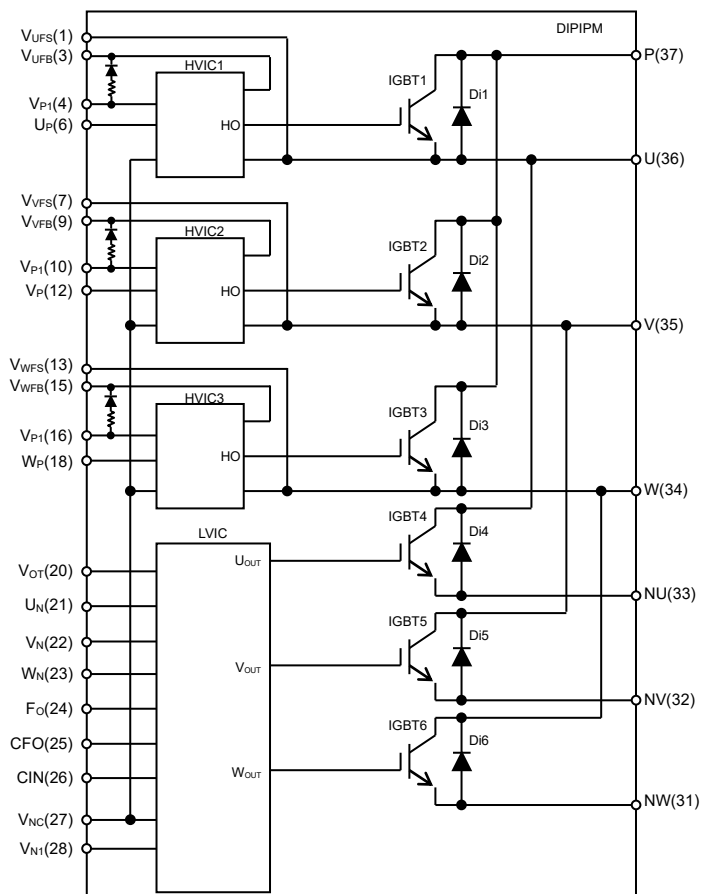 DIPIPM
VUFS(1)
VUFB(3)
HVIC1
IGBT1
Di1
P(37)
VP1(4)
UP(6)
HO
U(36)
VVFS(7)
VVFB(9)
HVIC2
IGBT2
Di2
VP1(10)
VP(12)
HO
V(35)
VWFS(13)
VWFB(15)
HVIC3
IGBT3
Di3
VP1(16)
WP(18)
HO
W(34)
LVIC
IGBT4
Di4
UOUT
VOT(20)
NU(33)
UN(21)
IGBT5
Di5
VN(22)
VOUT
WN(23)
NV(32)
FO(24)
IGBT6
Di6
CFO(25)
WOUT
CIN(26)
NW(31)
VNC(27)
VN1(28)